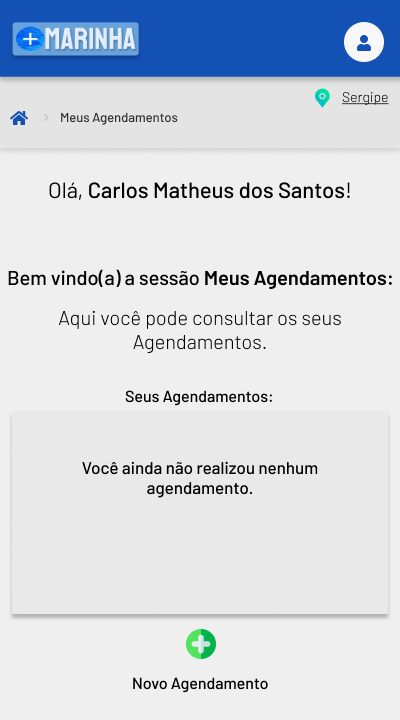 MARINHA
Sergipe
Meus Agendamentos
Olá, Carlos Matheus dos Santos!
Bem vindo(a) a sessão Meus Agendamentos:
Aqui você pode consultar os seus
Agendamentos.
Seus Agendamentos:
Você ainda não realizou nenhum
agendamento.
Novo Agendamento